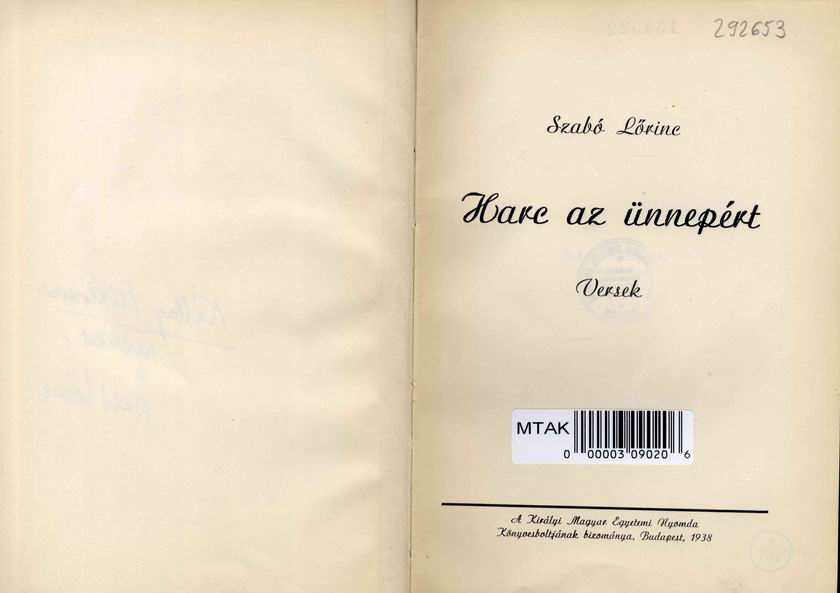 292653
Szabó Lőrinc
Harc az ünnepért
Versek
MTAK
0 00003 09020 6
A Királyi Magyar Egyetemi Nyomda
Könyvesboltjának bizománya, Budapest, 1938